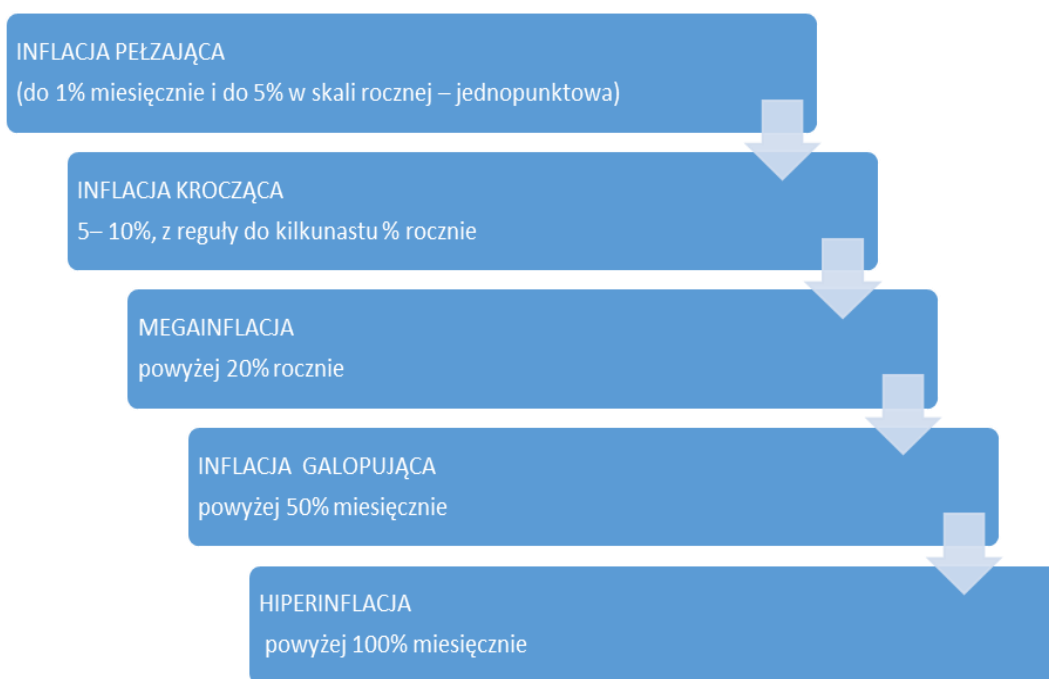 INFLACJA PEŁZAJĄCA
(do 1% miesięcznie i do 5% w skali rocznej – jednopunktowa)
INFLACJA KROCZĄCA
5– 10%, z reguły do kilkunastu % rocznie
MEGAINFLACJA
powyżej 20% rocznie
INFLACJA GALOPUJĄCA
powyżej 50% miesięcznie
HIPERINFLACJA
powyżej 100% miesięcznie